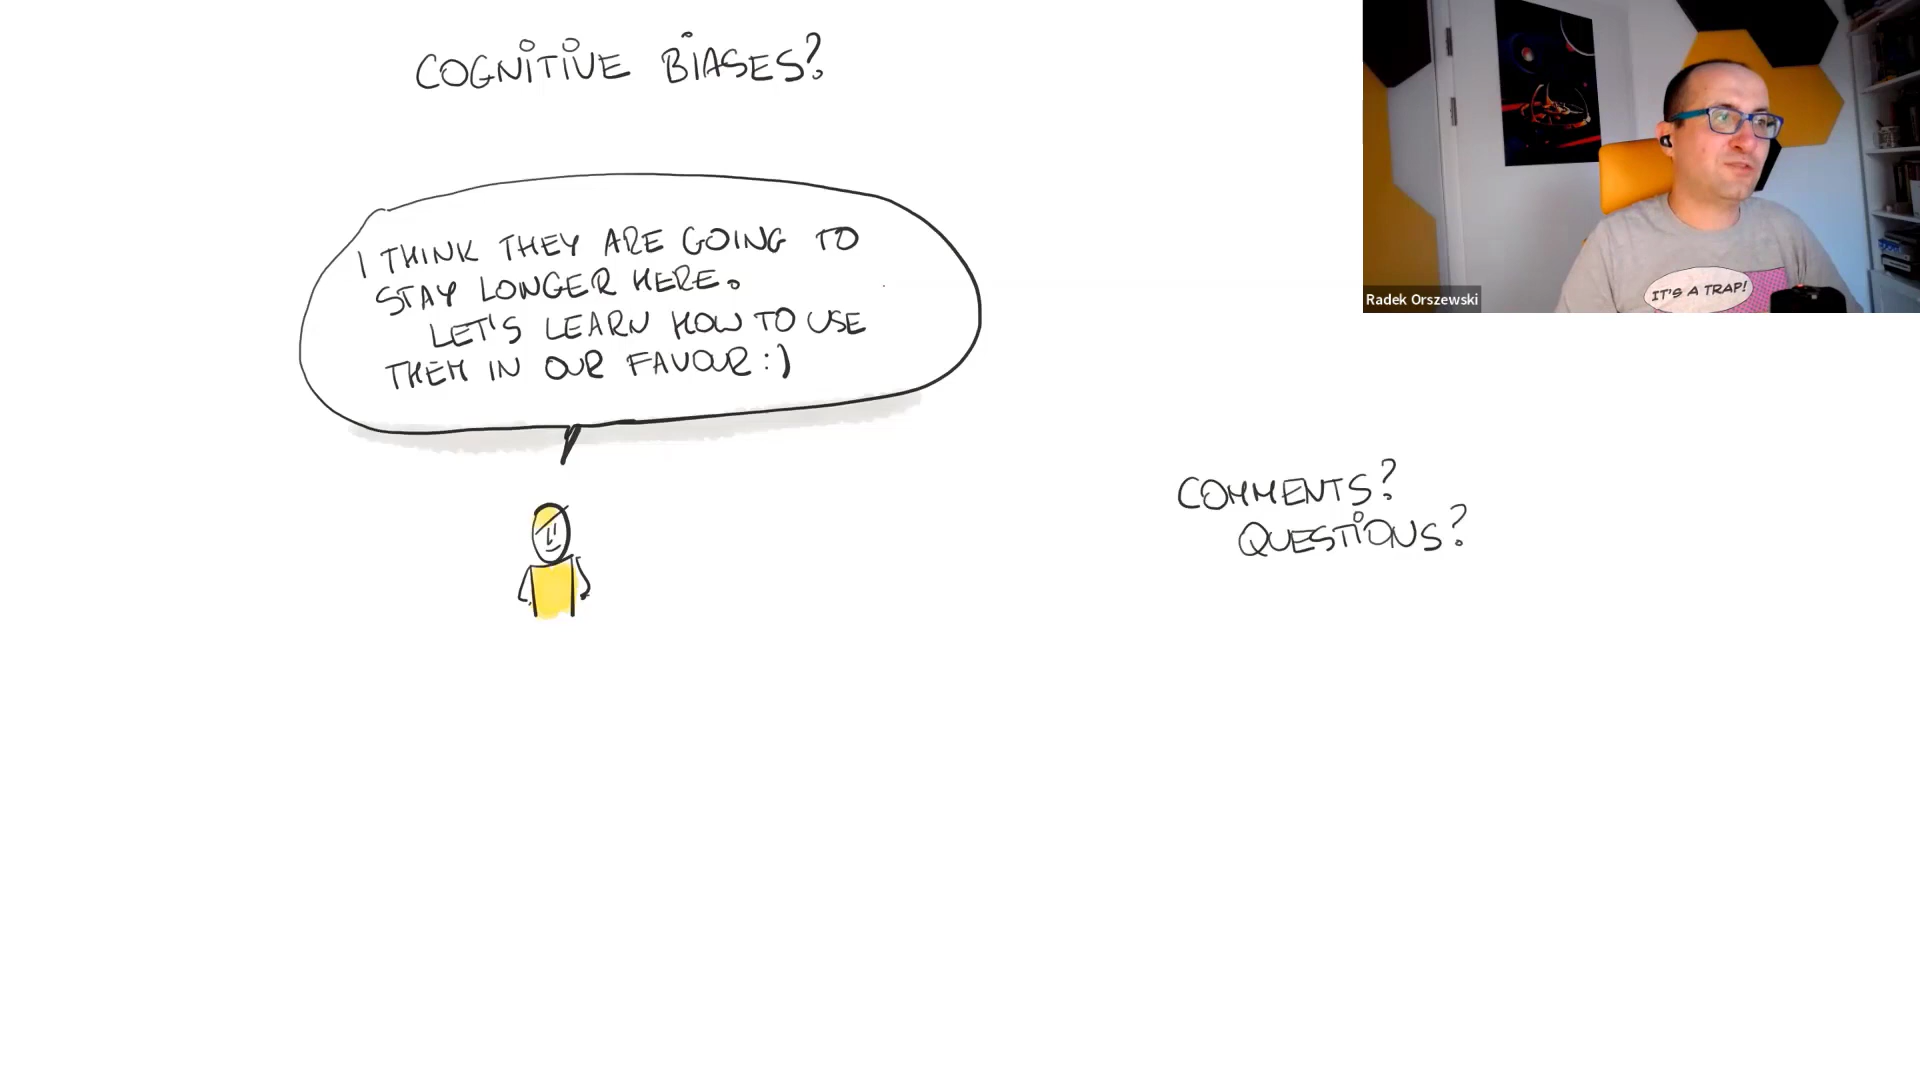 COGNITIVE BIASES?
I THINK THEY ARE GOING TO
STAY LONGER HERE.
LET'S LEARN HOW TO USE
THEM IN OUR FAVOUR :)
COMMENTS?
QUESTIONS?
IT'S A TRAP!
Radek Orszewski